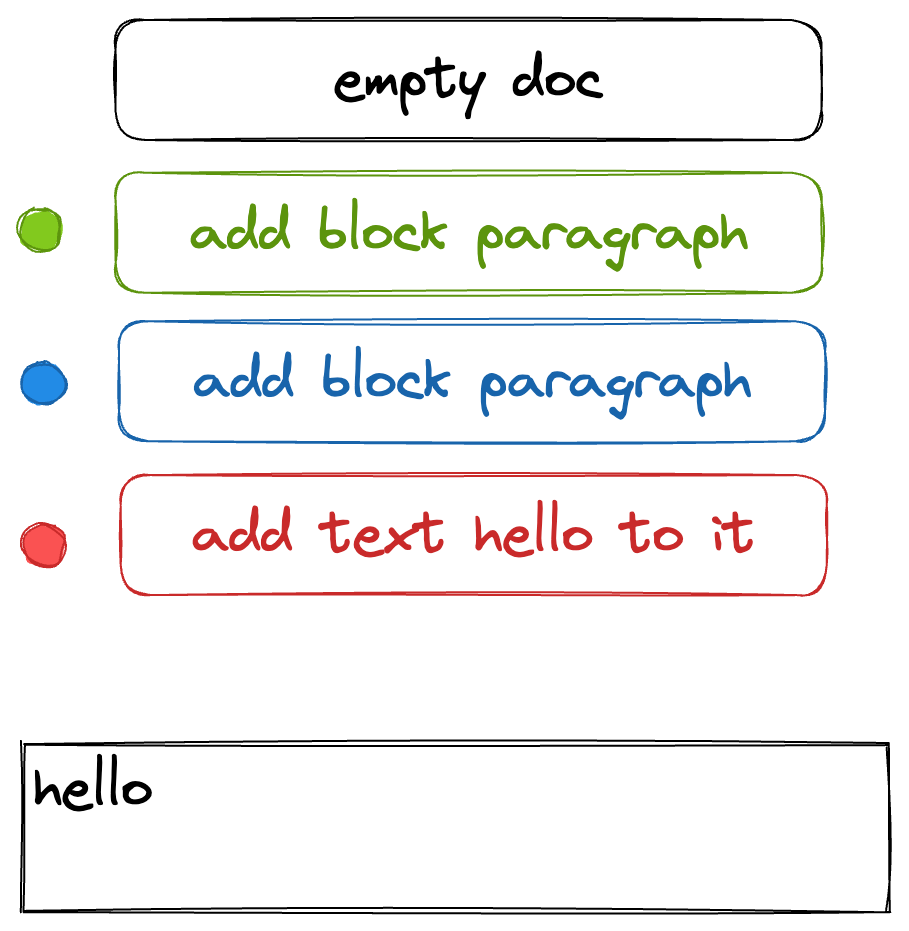 empty doc
add block paragraph
add block paragraph
add text hello to it
hello